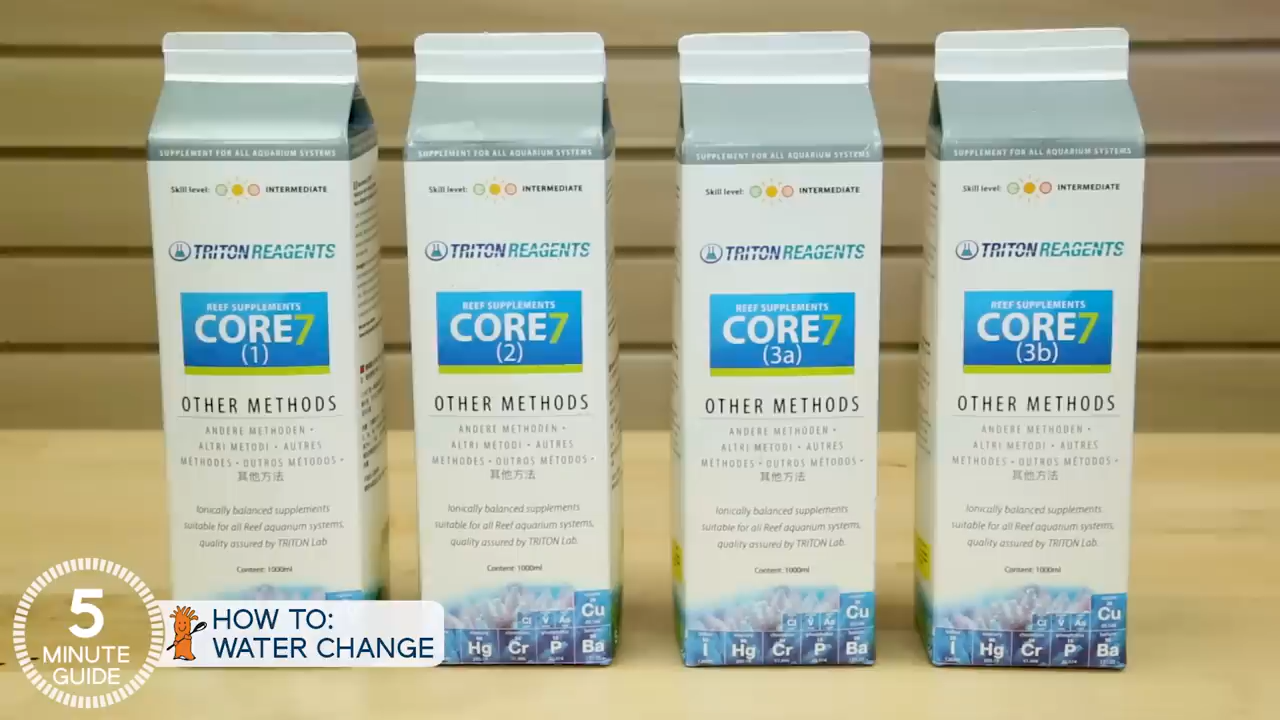 SUPPLEMENT FOR ALL AQUARIUM SYSTEMS
Skill level: INTERMEDIATE
TRITON REAGENTS
REEF SUPPLEMENTS
CORE7
(1)
OTHER METHODS
ANDERE METHODEN •
ALTRI METODI • AUTRES
MÉTHODES • OUTROS MÉTODOS •
其他方法
Ionically balanced supplements
suitable for all Reef aquarium systems,
quality assured by TRITON Lab.
Content: 1000ml
SUPPLEMENT FOR ALL AQUARIUM SYSTEMS
Skill level: INTERMEDIATE
TRITON REAGENTS
REEF SUPPLEMENTS
CORE7
(2)
OTHER METHODS
ANDERE METHODEN •
ALTRI METODI • AUTRES
MÉTHODES • OUTROS MÉTODOS •
其他方法
Ionically balanced supplements
suitable for all Reef aquarium systems,
quality assured by TRITON Lab.
Content: 1000ml
Cu
Cl V As
Hg Cr P Ba
SUPPLEMENT FOR ALL AQUARIUM SYSTEMS
Skill level: INTERMEDIATE
TRITON REAGENTS
REEF SUPPLEMENTS
CORE7
(3a)
OTHER METHODS
ANDERE METHODEN •
ALTRI METODI • AUTRES
MÉTHODES • OUTROS MÉTODOS •
其他方法
Ionically balanced supplements
suitable for all Reef aquarium systems,
quality assured by TRITON Lab.
Content: 1000ml
Cu
Cl V As
I Hg Cr P Ba
SUPPLEMENT FOR ALL AQUARIUM SYSTEMS
Skill level: INTERMEDIATE
TRITON REAGENTS
REEF SUPPLEMENTS
CORE7
(3b)
OTHER METHODS
ANDERE METHODEN •
ALTRI METODI • AUTRES
MÉTHODES • OUTROS MÉTODOS •
其他方法
Ionically balanced supplements
suitable for all Reef aquarium systems,
quality assured by TRITON Lab.
Content: 1000ml
Cu
Cl V As
I Hg Cr P Ba
5
MINUTE
GUIDE
HOW TO:
WATER CHANGE